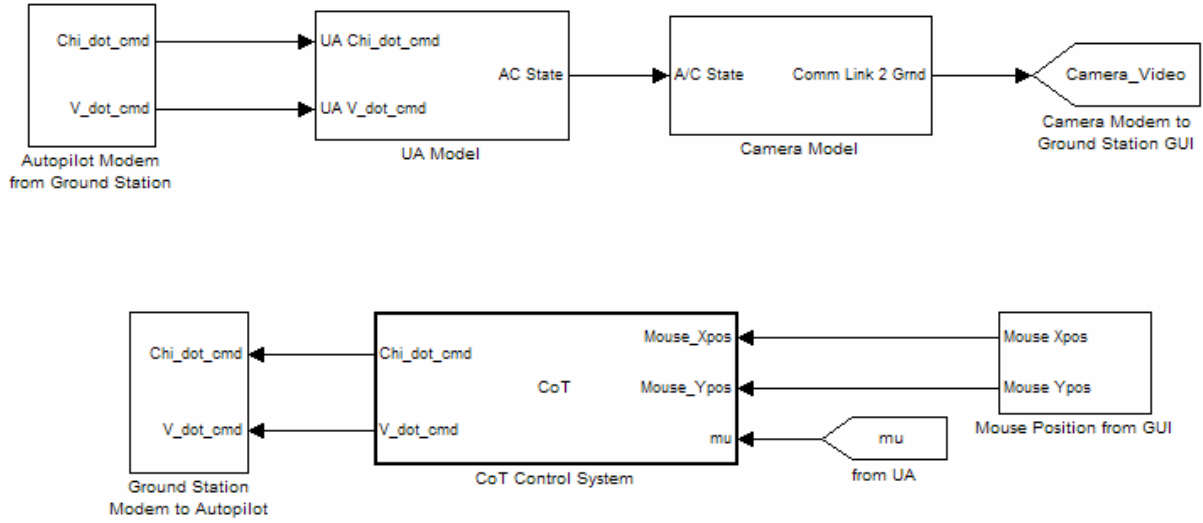 Chi_dot_cmd
V_dot_cmd
Autopilot Modem
from Ground Station
UA Chi_dot_cmd
AC State
UA V_dot_cmd
UA Model
A/C State
Comm Link 2 Grnd
Camera Model
Camera_Video
Camera Modem to
Ground Station GUI
Chi_dot_cmd
V_dot_cmd
Ground Station
Modem to Autopilot
Chi_dot_cmd
Mouse_Xpos
CoT
Mouse_Ypos
V_dot_cmd
mu
CoT Control System
Mouse Xpos
Mouse Ypos
Mouse Position from GUI
mu
from UA